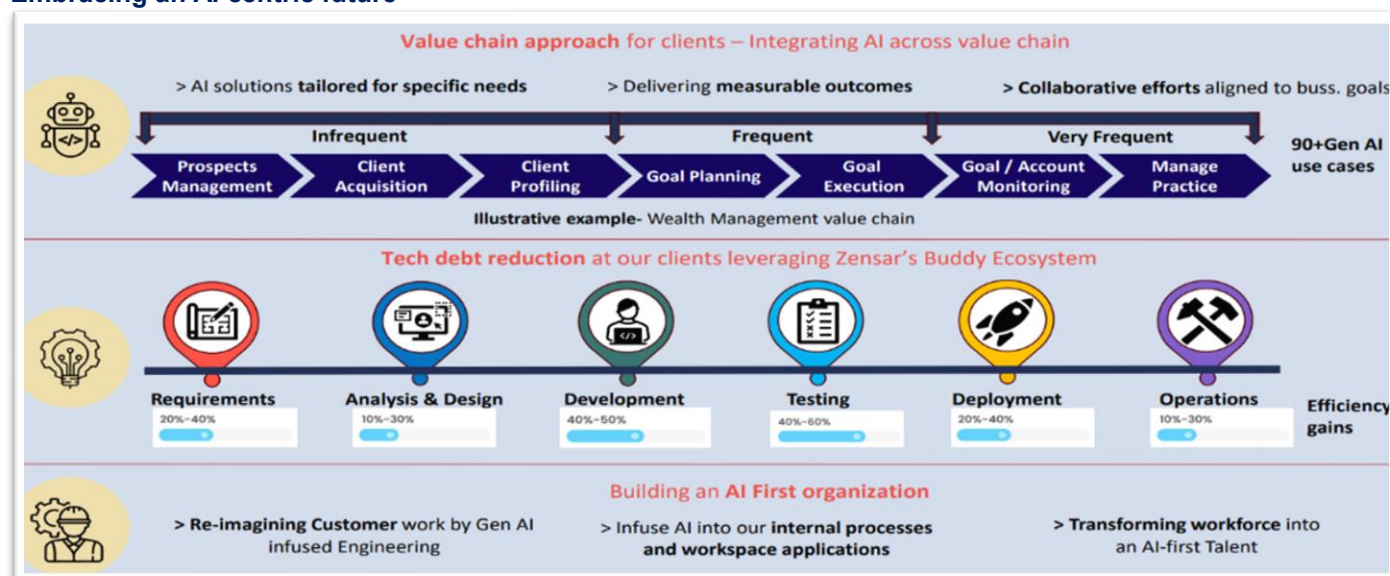 Value chain approach for clients – Integrating AI across value chain
> AI solutions tailored for specific needs
> Delivering measurable outcomes
> Collaborative efforts aligned to buss. goals
Infrequent
Frequent
Very Frequent
Prospects
Management
Client
Acquisition
Client
Profiling
Goal Planning
Goal
Execution
Goal / Account
Monitoring
Manage
Practice
90+Gen AI
use cases
Illustrative example- Wealth Management value chain
Tech debt reduction at our clients leveraging Zensar's Buddy Ecosystem
Requirements
20%-40%
Analysis & Design
10%-30%
Development
40%-50%
Testing
40%-60%
Deployment
20%-40%
Operations
10%-30%
Efficiency
gains
Building an AI First organization
> Re-imagining Customer work by Gen AI
infused Engineering
> Infuse AI into our internal processes
and workspace applications
> Transforming workforce into
an AI-first Talent